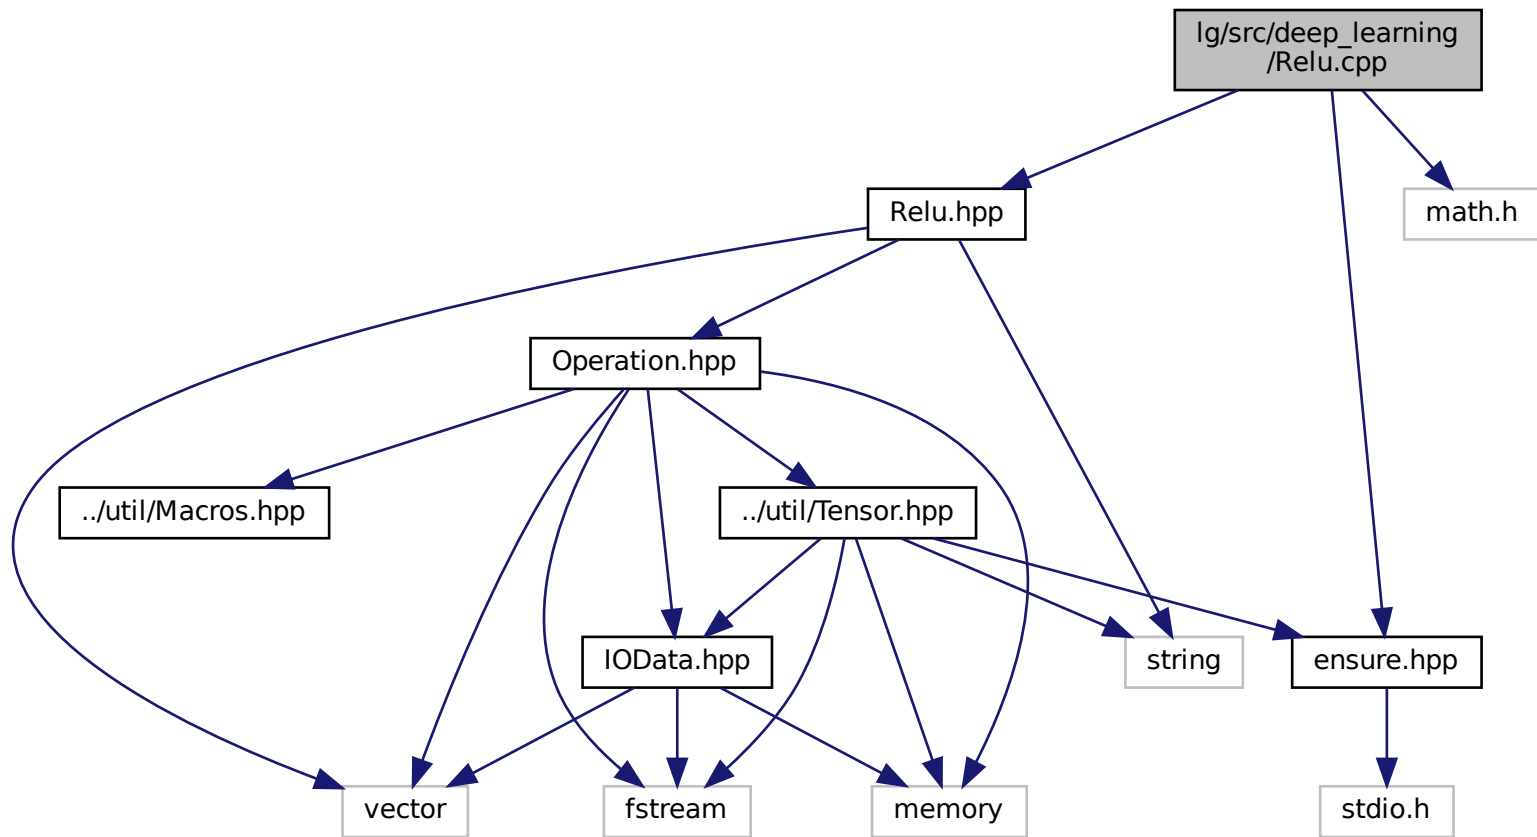 lg/src/deep_learning
/Relu.cpp
Relu.hpp
math.h
Operation.hpp
../util/Macros.hpp
../util/Tensor.hpp
IOData.hpp
string
ensure.hpp
vector
fstream
memory
stdio.h